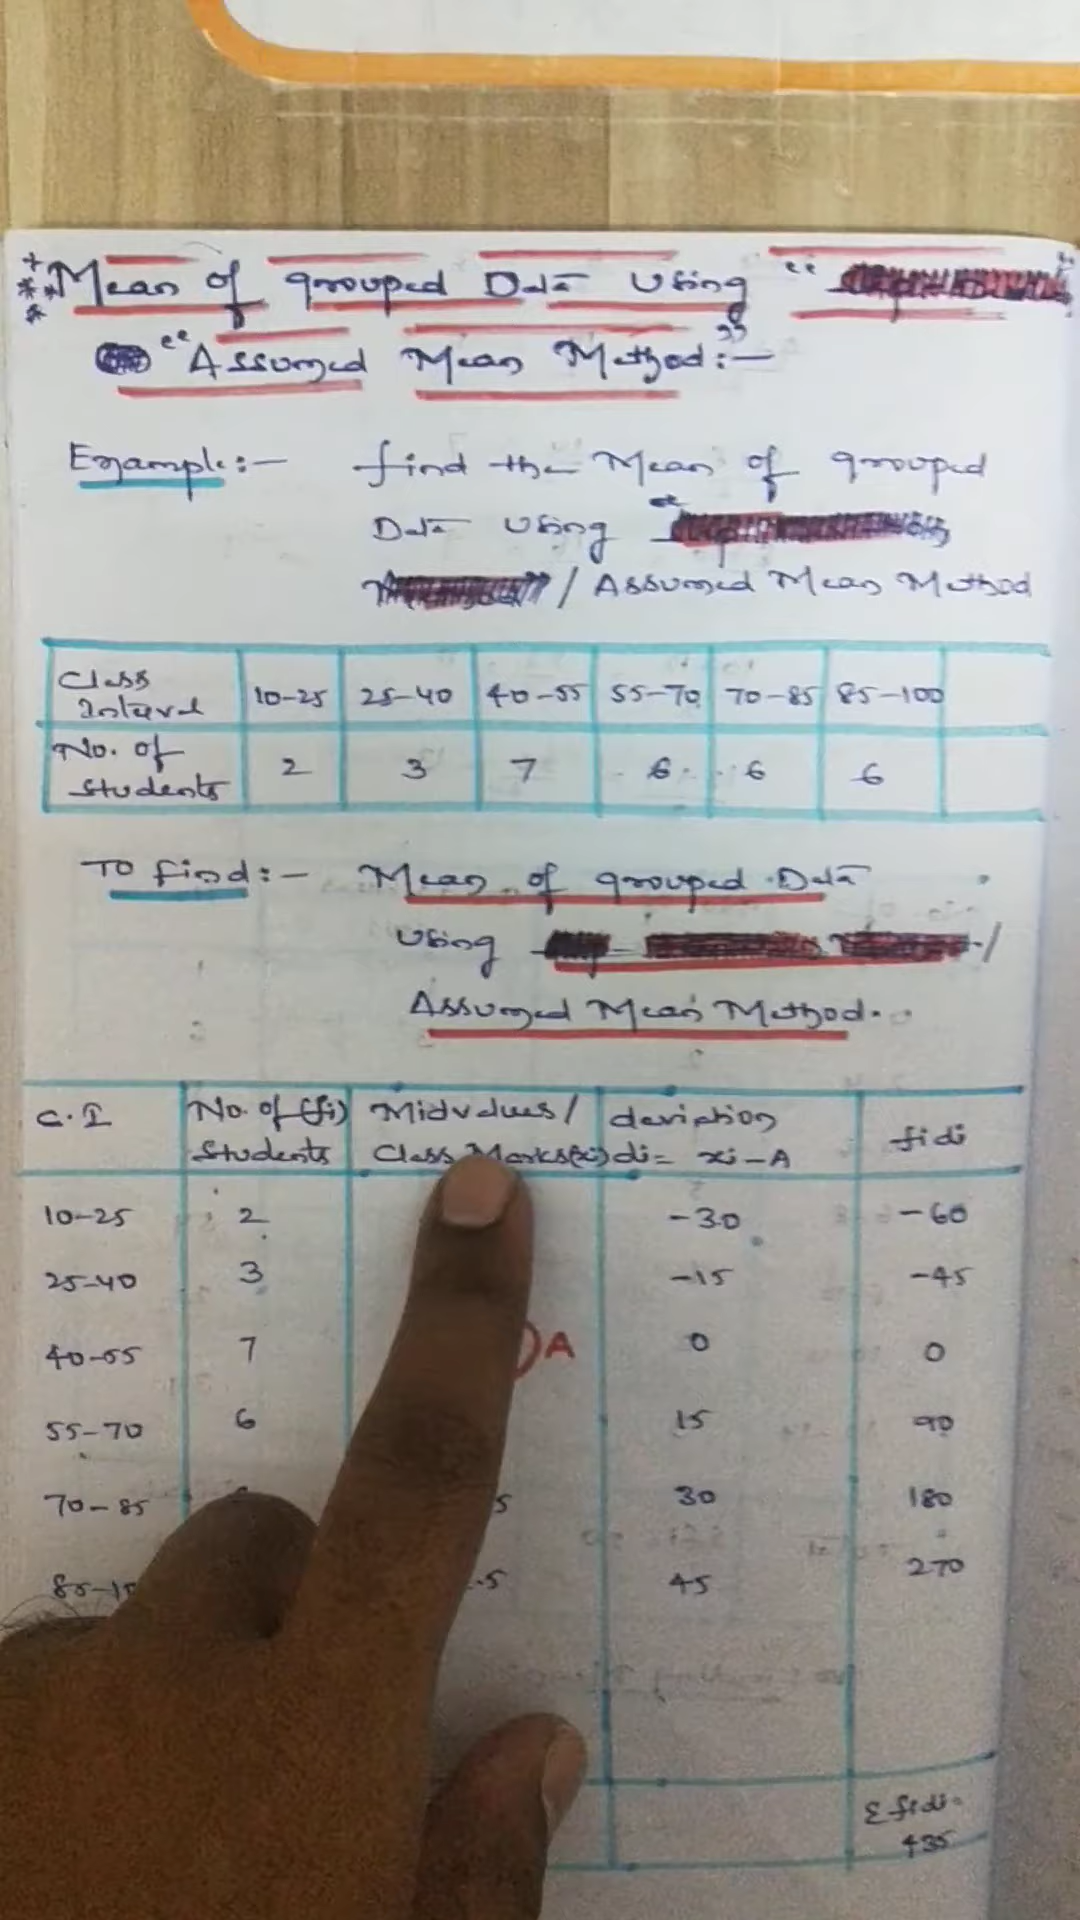 Mean of grouped Data Using "
"Assumed Mean Method":-
Example:- find the Mean of grouped
Data Using "
/ Assumed Mean Method
Class Interval 10-25 25-40 40-55 55-70 70-85 85-100
No. of Students 2 3 7 6 6 6
To find:- Mean of grouped Data
Using /
Assumed Mean Method.
C.I No. of (fi) Students Midvalues/ Class Marks(xi) deviation di= xi-A fidi
10-25 2 -30 -60
25-40 3 -15 -45
40-55 7 A 0 0
55-70 6 15 90
70-85 30 180
45 270
Σfidi=
435